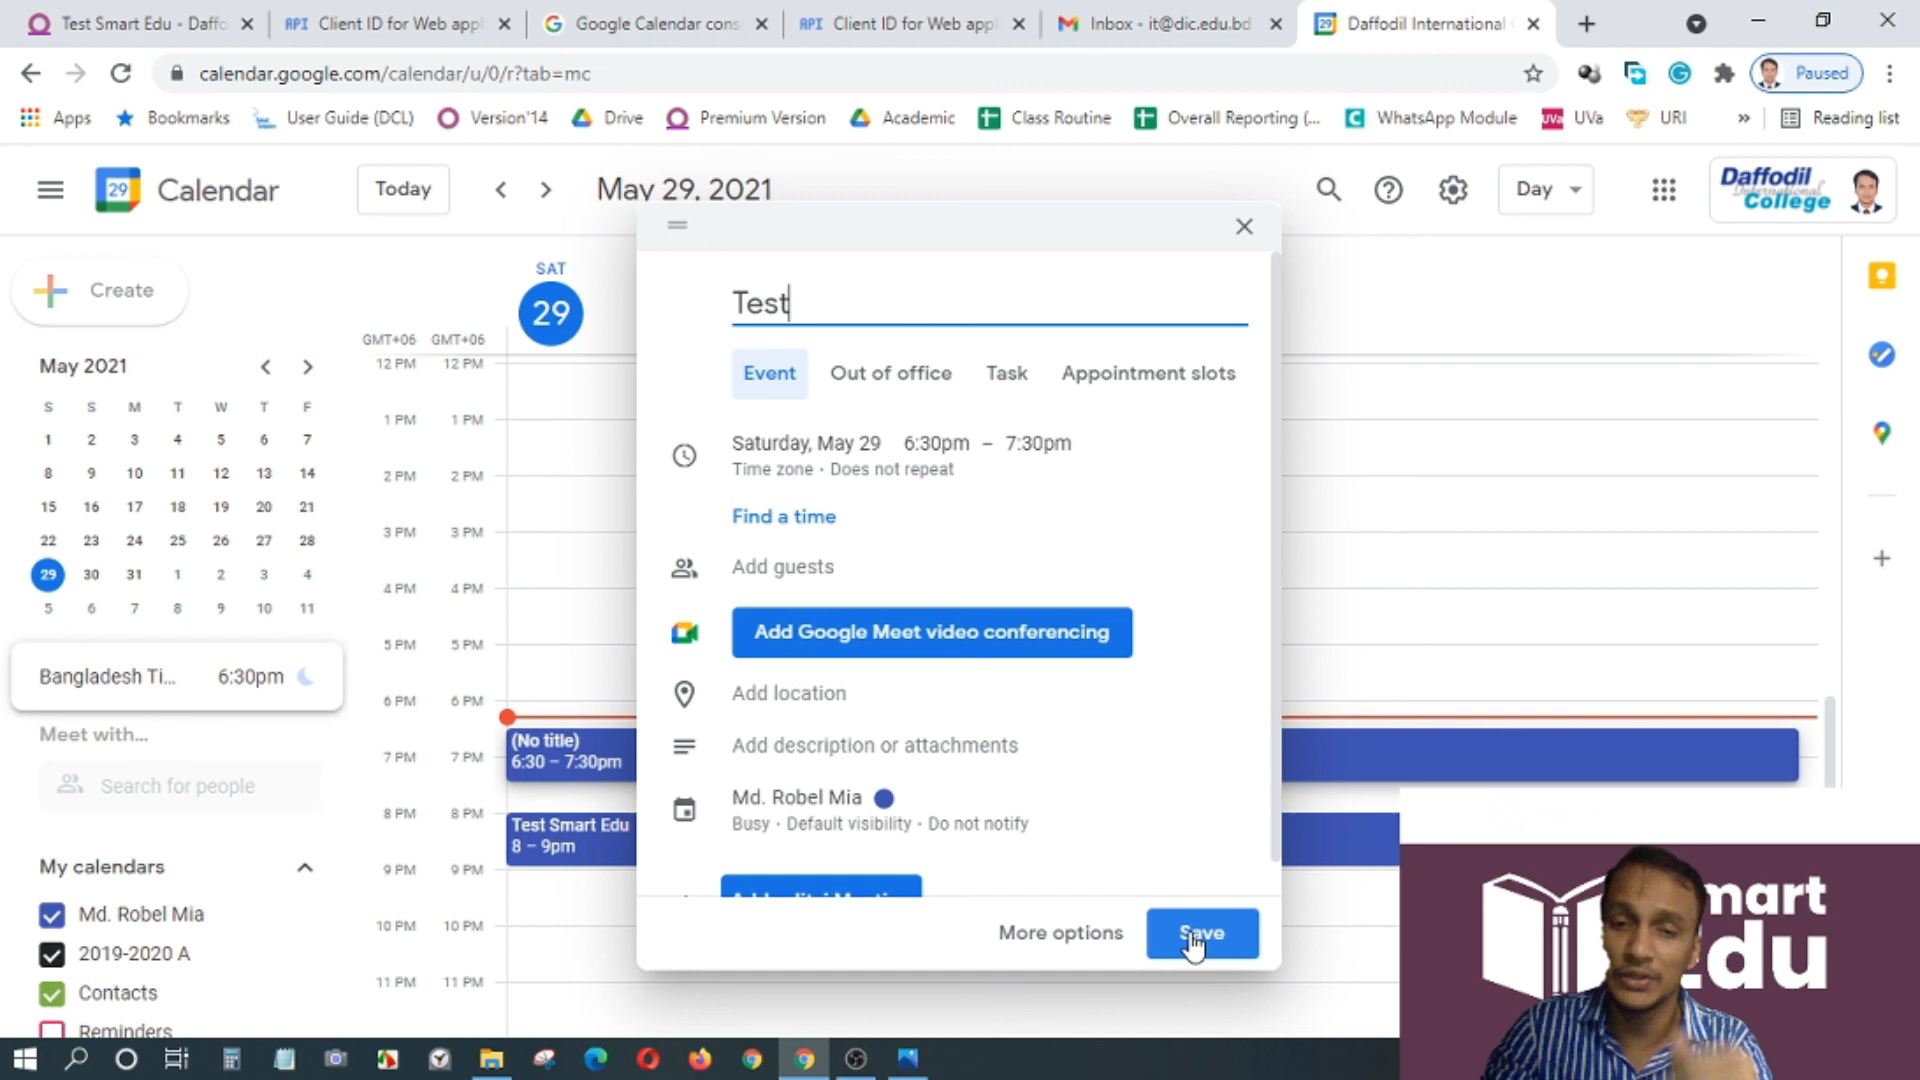 Test Smart Edu - Daffo
Client ID for Web appl
Google Calendar cons
Client ID for Web appl
Inbox - it@dic.edu.bd
Daffodil International
calendar.google.com/calendar/u/0/r?tab=mc
Paused
Apps
Bookmarks
User Guide (DCL)
Version'14
Drive
Premium Version
Academic
Class Routine
Overall Reporting (...
WhatsApp Module
UVa
URI
»
Reading list
29
Calendar
Today
May 29, 2021
Day
Daffodil
International
College
Create
SAT
29
GMT+06 GMT+06
May 2021
S S M T W T F
1 2 3 4 5 6 7
8 9 10 11 12 13 14
15 16 17 18 19 20 21
22 23 24 25 26 27 28
29 30 31 1 2 3 4
5 6 7 8 9 10 11
Bangladesh Ti... 6:30pm
Meet with...
Search for people
My calendars
Md. Robel Mia
2019-2020 A
Contacts
Reminders
12 PM 12 PM
1 PM 1 PM
2 PM 2 PM
3 PM 3 PM
4 PM 4 PM
5 PM 5 PM
6 PM 6 PM
7 PM 7 PM
8 PM 8 PM
9 PM 9 PM
10 PM 10 PM
11 PM 11 PM
(No title)
6:30 – 7:30pm
Test Smart Edu
8 – 9pm
Test
Event
Out of office
Task
Appointment slots
Saturday, May 29 6:30pm – 7:30pm
Time zone · Does not repeat
Find a time
Add guests
Add Google Meet video conferencing
Add location
Add description or attachments
Md. Robel Mia
Busy · Default visibility · Do not notify
More options
Save
mart
du